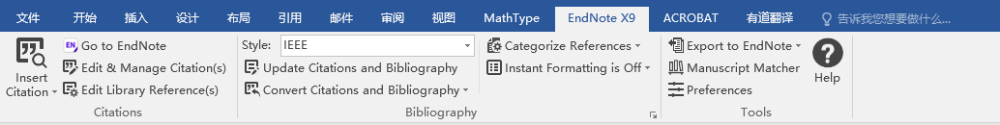 文件 开始 插入 设计 布局 引用 邮件 审阅 视图 MathType EndNote X9 ACROBAT 有道翻译 告诉我您想要做什么...
Insert Citation
EN Go to EndNote
Edit & Manage Citation(s)
Edit Library Reference(s)
Citations
Style: IEEE
Update Citations and Bibliography
Convert Citations and Bibliography
Categorize References
Instant Formatting is Off
Bibliography
Export to EndNote
Manuscript Matcher
Preferences
Help
Tools